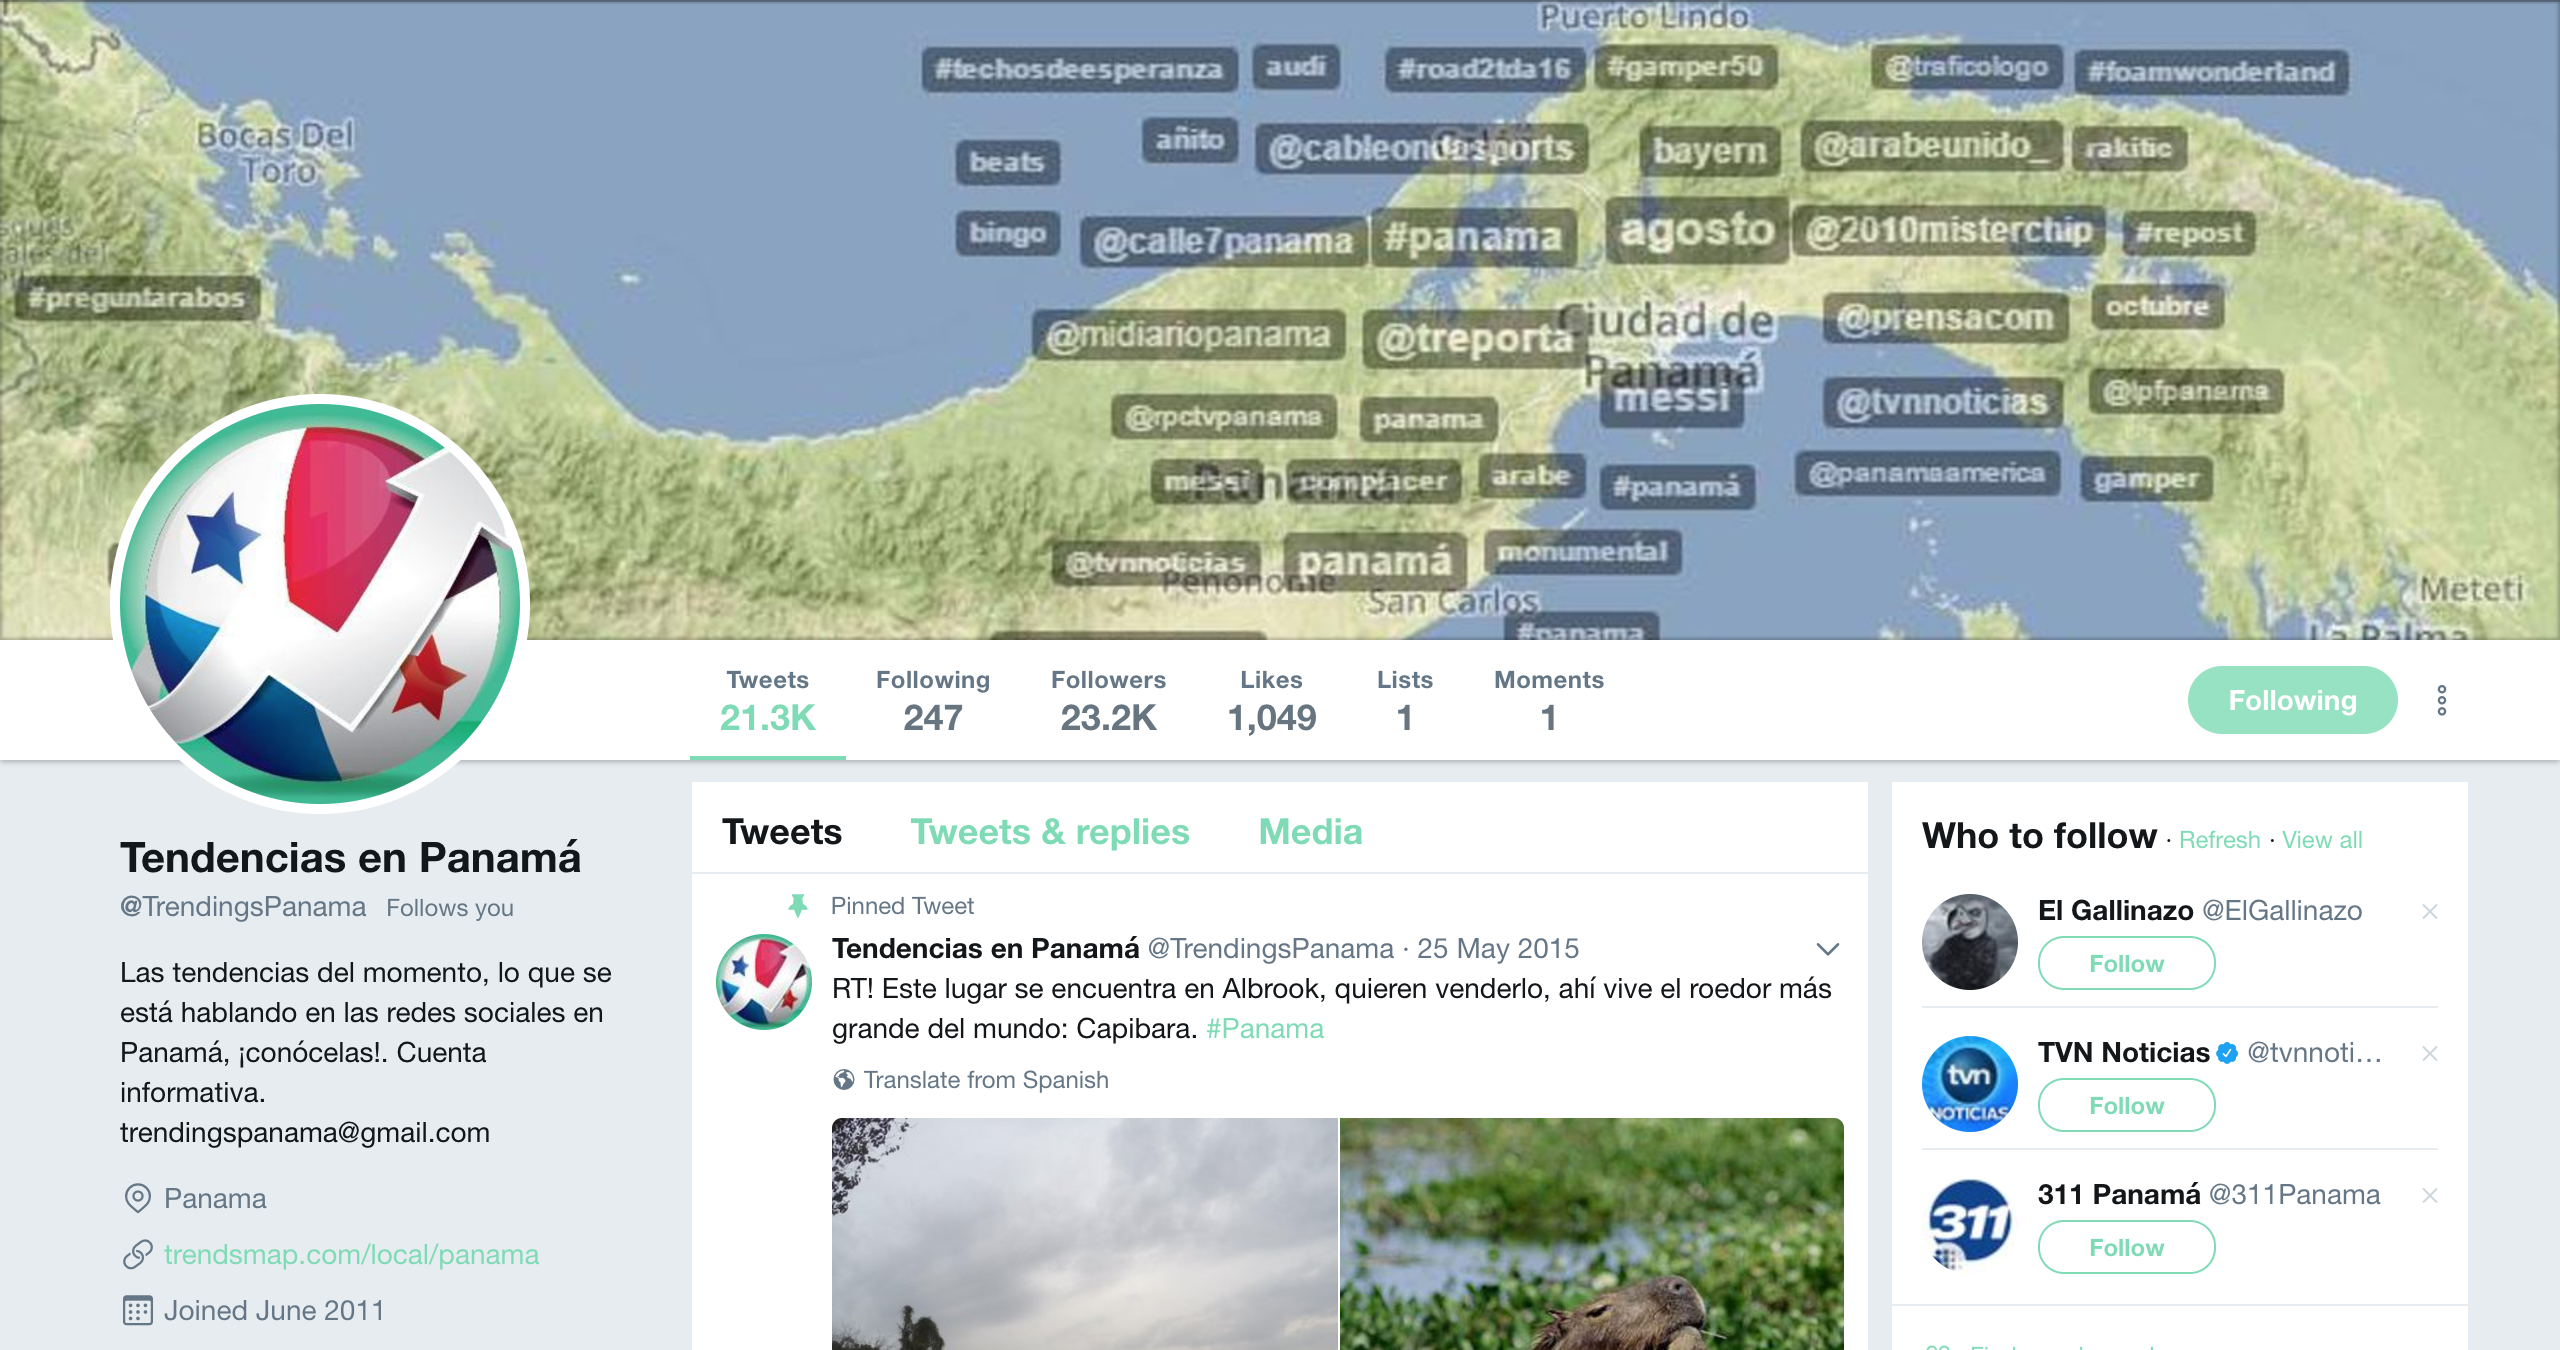 Puerto Lindo
#techosdeesperanza
audi
#road2tda16
#gamper50
@traficologo
#foamwonderland
Bocas Del
Toro
beats
añito
@cableondasports
bayern
@arabeunido_
rakitic
bingo
@calle7panama
#panama
agosto
@2010misterchip
#repost
#preguntarabos
@midiariopanama
@treporta
Ciudad de
Panamá
@prensacom
octubre
@rpctvpanama
panama
messi
@tvnnoticias
@lpfpanama
messi
Panama
complacer
arabe
#panamá
@panamaamerica
gamper
@tvnnoticias
panamá
monumental
Penonome
San Carlos
Meteti
#panama
La Palma
Tweets
21.3K
Following
247
Followers
23.2K
Likes
1,049
Lists
1
Moments
1
Following
Tendencias en Panamá
@TrendingsPanama Follows you
Las tendencias del momento, lo que se
está hablando en las redes sociales en
Panamá, ¡conócelas!. Cuenta
informativa.
trendingspanama@gmail.com
Panama
trendsmap.com/local/panama
Joined June 2011
Tweets Tweets & replies Media
Pinned Tweet
Tendencias en Panamá @TrendingsPanama · 25 May 2015
RT! Este lugar se encuentra en Albrook, quieren venderlo, ahí vive el roedor más
grande del mundo: Capibara. #Panama
Translate from Spanish
Who to follow · Refresh · View all
El Gallinazo @ElGallinazo
Follow
tvn
NOTICIAS
TVN Noticias @tvnnoti...
Follow
311
311 Panamá @311Panama
Follow